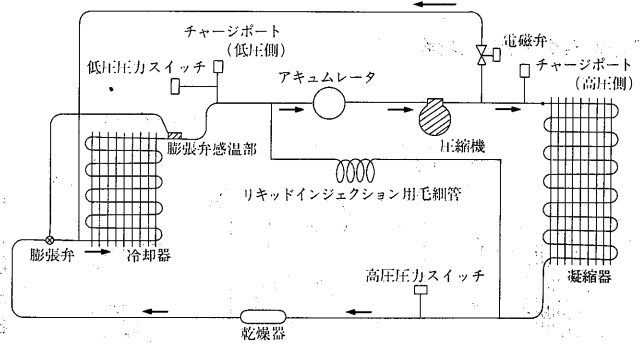 チャージポート
(低圧側)
電磁弁
チャージポート
(高圧側)
低圧圧力スイッチ
アキュムレータ
圧縮機
膨張弁感温部
リキッドインジェクション用毛細管
膨張弁
冷却器
高圧圧力スイッチ
凝縮器
乾燥器